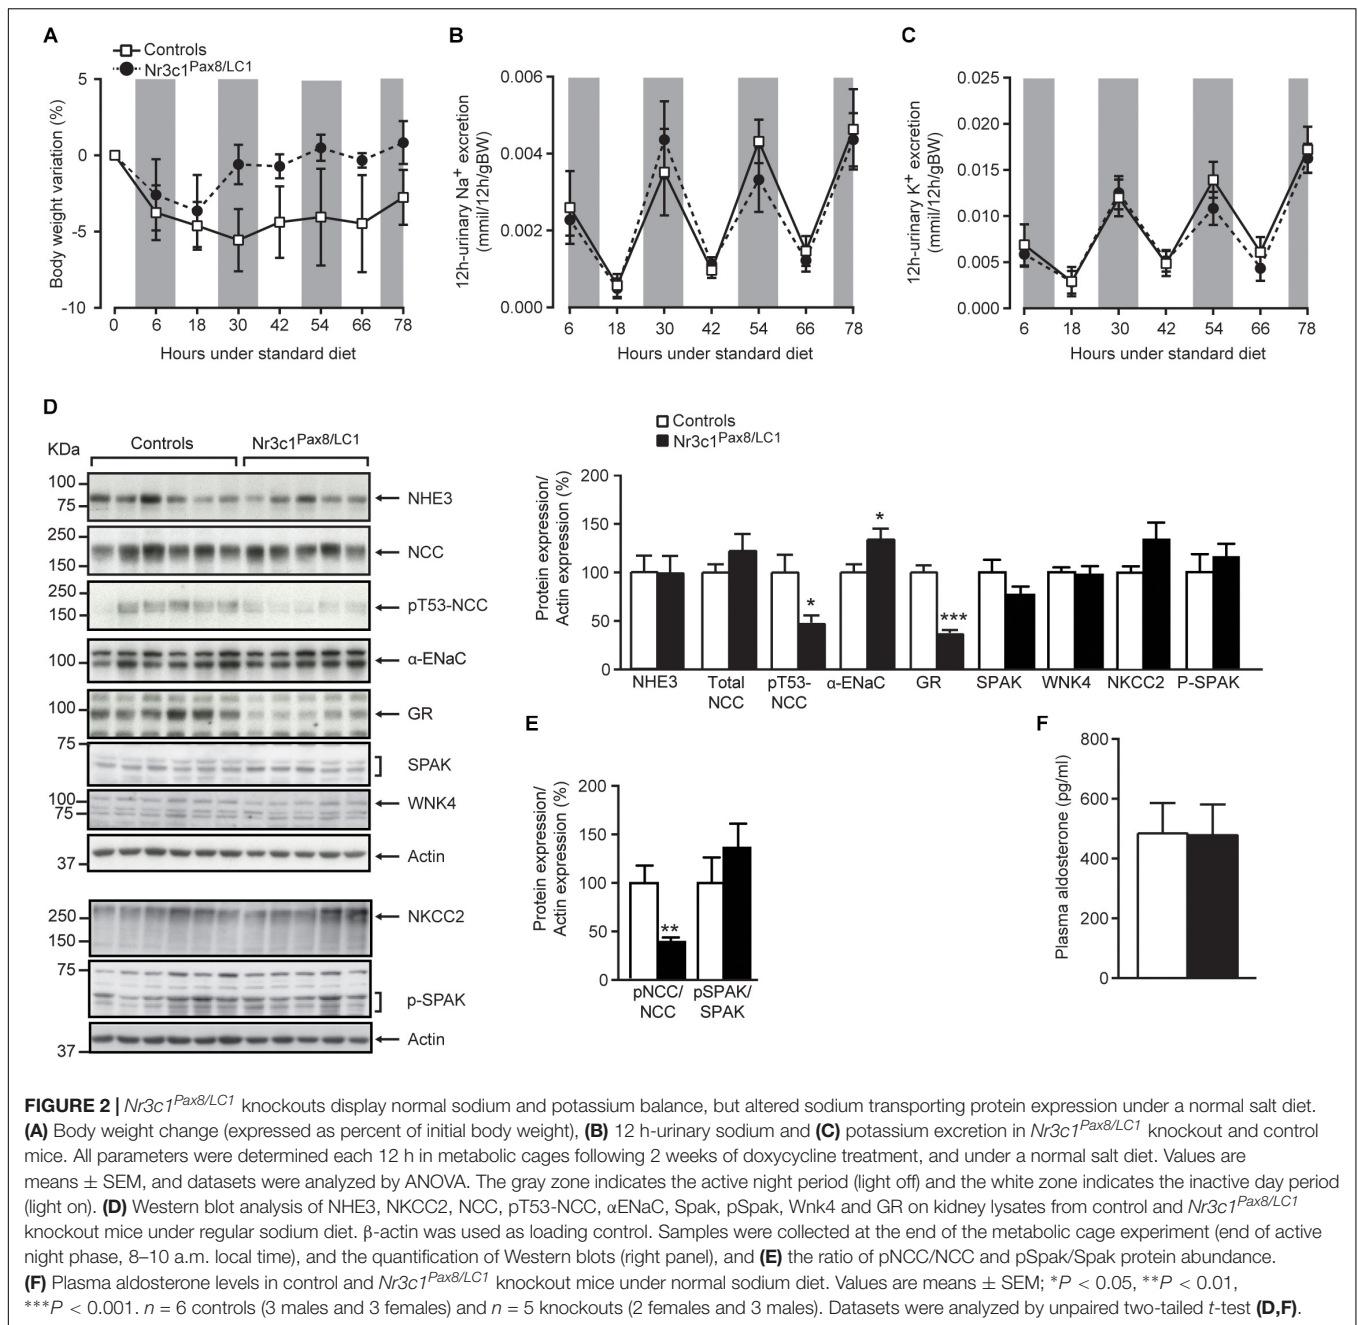 A
Controls
Nr3c1Pax8/LC1
Body weight variation (%)
5
0
-5
-10
0 6 18 30 42 54 66 78
Hours under standard diet
B
12h-urinary Na+ excretion
(mmil/12h/gBW)
0.006
0.004
0.002
0.000
6 18 30 42 54 66 78
Hours under standard diet
C
12h-urinary K+ excretion
(mmil/12h/gBW)
0.025
0.020
0.015
0.010
0.005
0.000
6 18 30 42 54 66 78
Hours under standard diet
D
KDa
Controls
Nr3c1Pax8/LC1
100
75
NHE3
250
150
NCC
250
150
pT53-NCC
100
α-ENaC
100
GR
75
SPAK
100
75
WNK4
37
Actin
250
150
NKCC2
75
p-SPAK
37
Actin
Controls
Nr3c1Pax8/LC1
Protein expression/
Actin expression (%)
200
150
100
50
0
*
*
***
NHE3 Total pT53- α-ENaC GR SPAK WNK4 NKCC2 P-SPAK
NCC NCC
E
Protein expression/
Actin expression (%)
200
150
100
50
0
**
pNCC/ pSPAK/
NCC SPAK
F
Plasma aldosterone (pg/ml)
800
600
400
200
0
FIGURE 2 | Nr3c1Pax8/LC1 knockouts display normal sodium and potassium balance, but altered sodium transporting protein expression under a normal salt diet.
(A) Body weight change (expressed as percent of initial body weight), (B) 12 h-urinary sodium and (C) potassium excretion in Nr3c1Pax8/LC1 knockout and control
mice. All parameters were determined each 12 h in metabolic cages following 2 weeks of doxycycline treatment, and under a normal salt diet. Values are
means ± SEM, and datasets were analyzed by ANOVA. The gray zone indicates the active night period (light off) and the white zone indicates the inactive day period
(light on). (D) Western blot analysis of NHE3, NKCC2, NCC, pT53-NCC, αENaC, Spak, pSpak, Wnk4 and GR on kidney lysates from control and Nr3c1Pax8/LC1
knockout mice under regular sodium diet. β-actin was used as loading control. Samples were collected at the end of the metabolic cage experiment (end of active
night phase, 8–10 a.m. local time), and the quantification of Western blots (right panel), and (E) the ratio of pNCC/NCC and pSpak/Spak protein abundance.
(F) Plasma aldosterone levels in control and Nr3c1Pax8/LC1 knockout mice under normal sodium diet. Values are means ± SEM; *P < 0.05, **P < 0.01,
***P < 0.001. n = 6 controls (3 males and 3 females) and n = 5 knockouts (2 females and 3 males). Datasets were analyzed by unpaired two-tailed t-test (D,F).